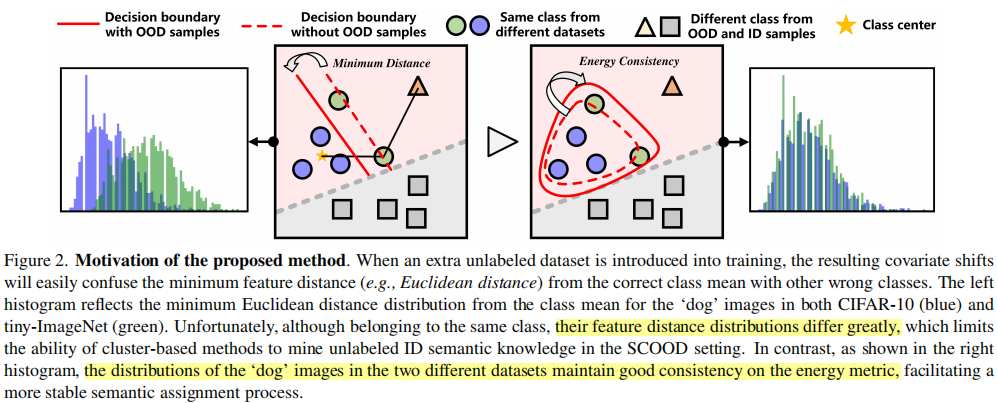 Decision boundary
with OOD samples
Decision boundary
without OOD samples
Same class from
different datasets
Different class from
OOD and ID samples
Class center
Minimum Distance
Energy Consistency
Figure 2. Motivation of the proposed method. When an extra unlabeled dataset is introduced into training, the resulting covariate shifts
will easily confuse the minimum feature distance (e.g., Euclidean distance) from the correct class mean with other wrong classes. The left
histogram reflects the minimum Euclidean distance distribution from the class mean for the ‘dog’ images in both CIFAR-10 (blue) and
tiny-ImageNet (green). Unfortunately, although belonging to the same class, their feature distance distributions differ greatly, which limits
the ability of cluster-based methods to mine unlabeled ID semantic knowledge in the SCOOD setting. In contrast, as shown in the right
histogram, the distributions of the ‘dog’ images in the two different datasets maintain good consistency on the energy metric, facilitating a
more stable semantic assignment process.